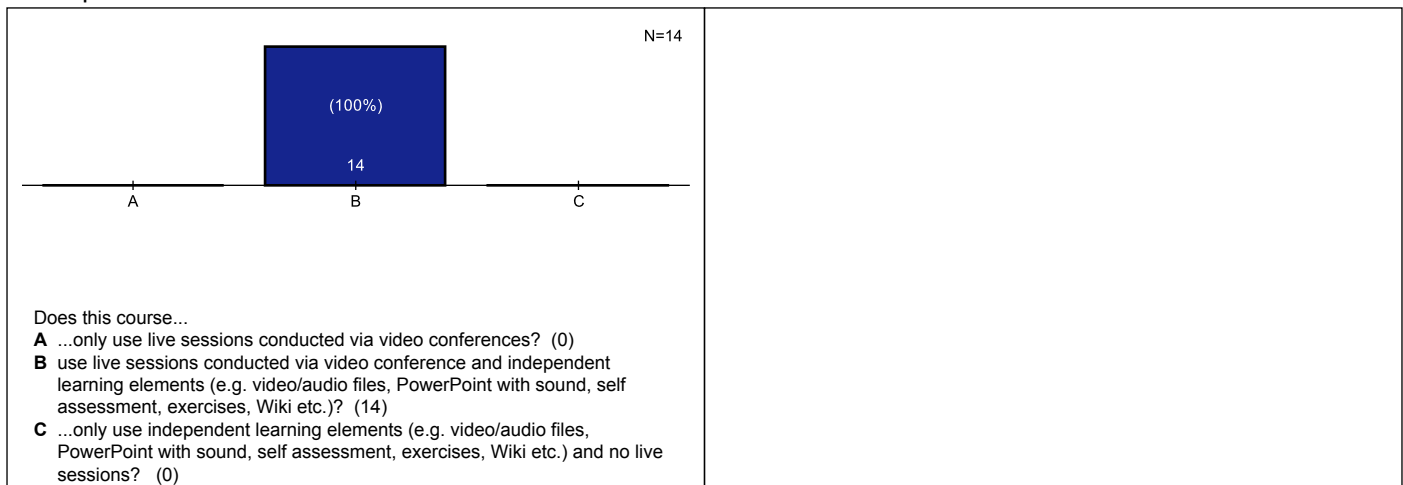 N=14
(100%)
14
A
B
C
Does this course...
A ...only use live sessions conducted via video conferences? (0)
B use live sessions conducted via video conference and independent
learning elements (e.g. video/audio files, PowerPoint with sound, self
assessment, exercises, Wiki etc.)? (14)
C ...only use independent learning elements (e.g. video/audio files,
PowerPoint with sound, self assessment, exercises, Wiki etc.) and no live
sessions? (0)